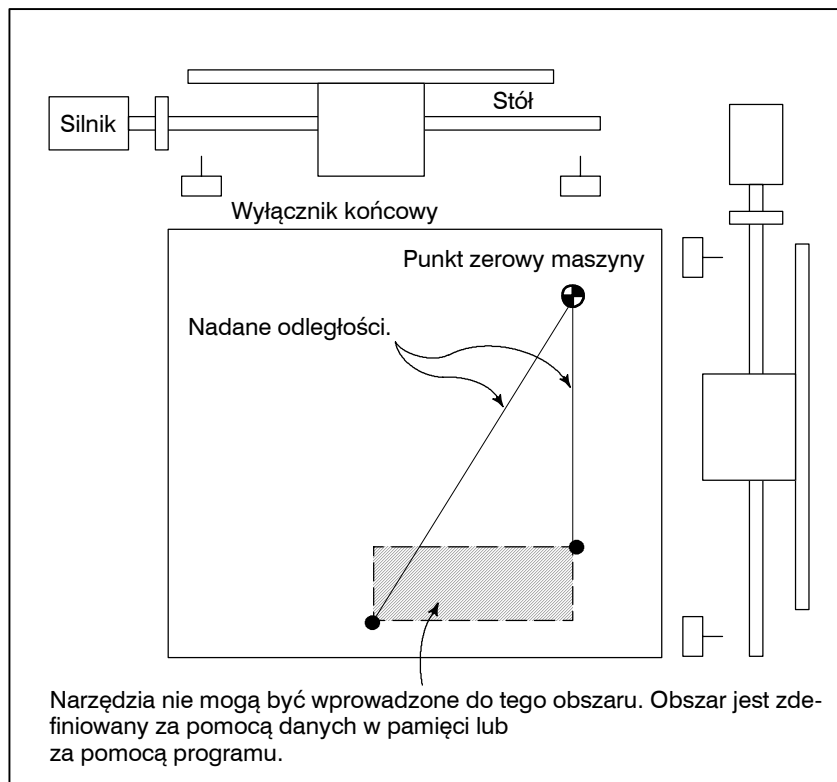 Silnik
Stół
Wyłącznik końcowy
Punkt zerowy maszyny
Nadane odległości.
Narzędzia nie mogą być wprowadzone do tego obszaru. Obszar jest zde-
finiowany za pomocą danych w pamięci lub
za pomocą programu.